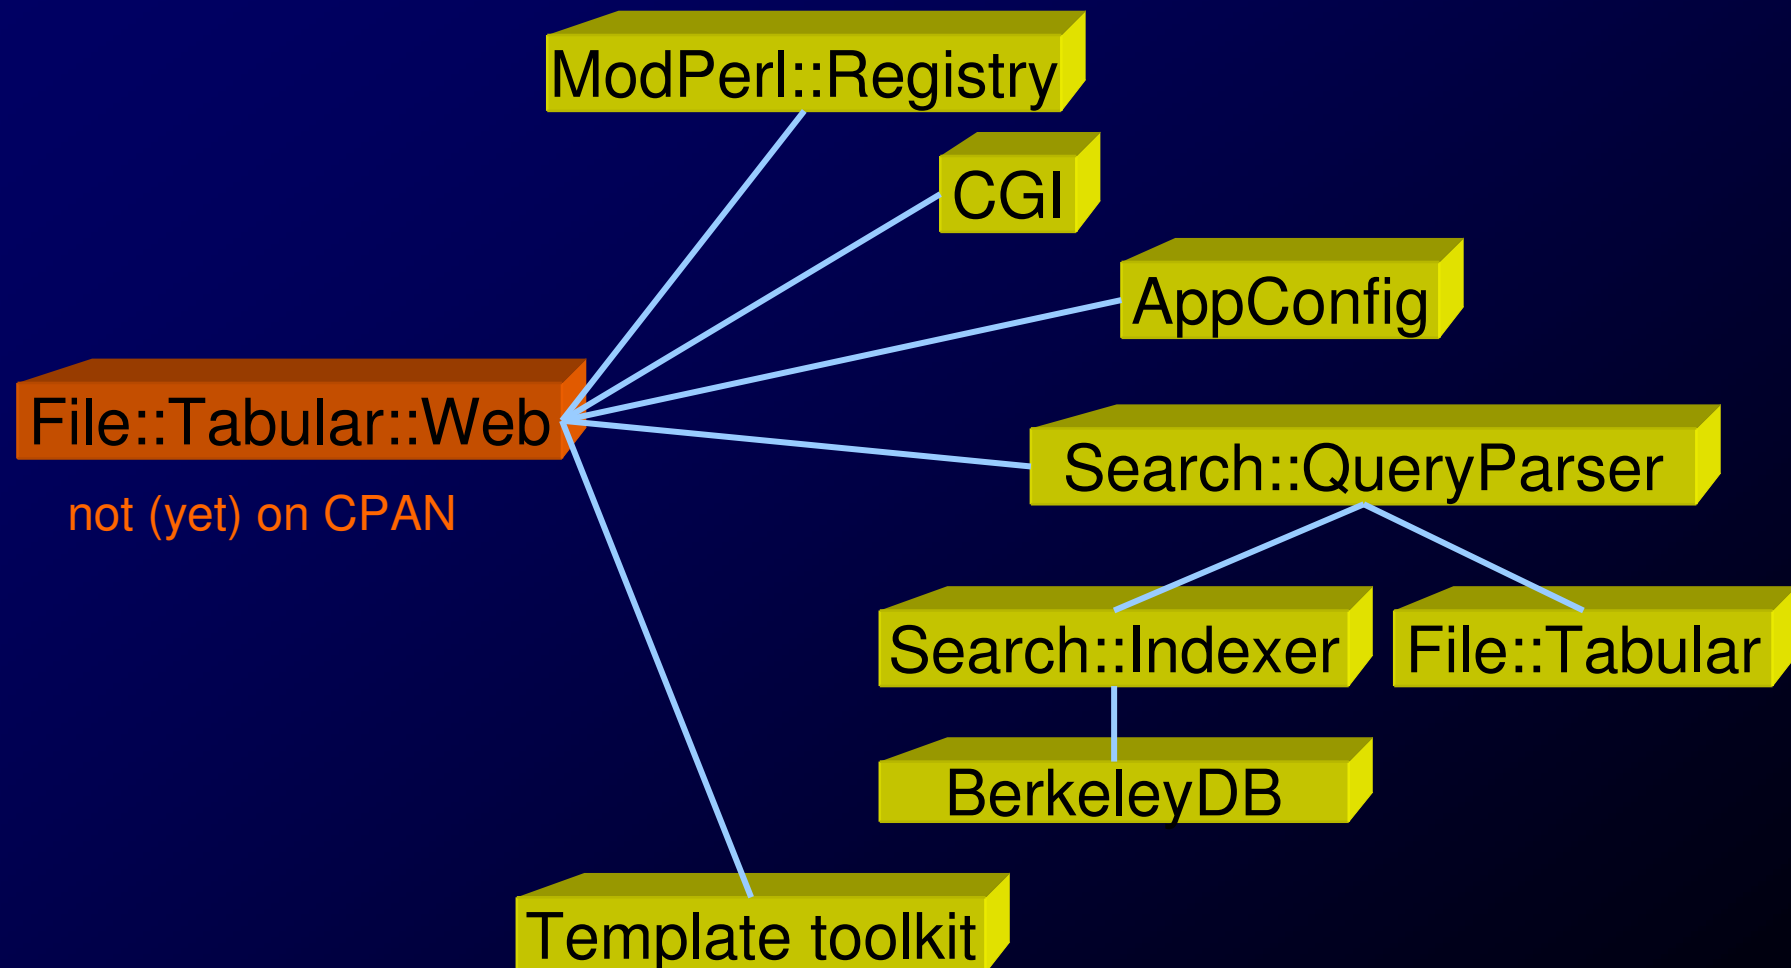 ModPerl::Registry
CGI
AppConfig
File::Tabular::Web
not (yet) on CPAN
Search::QueryParser
Search::Indexer
File::Tabular
BerkeleyDB
Template toolkit